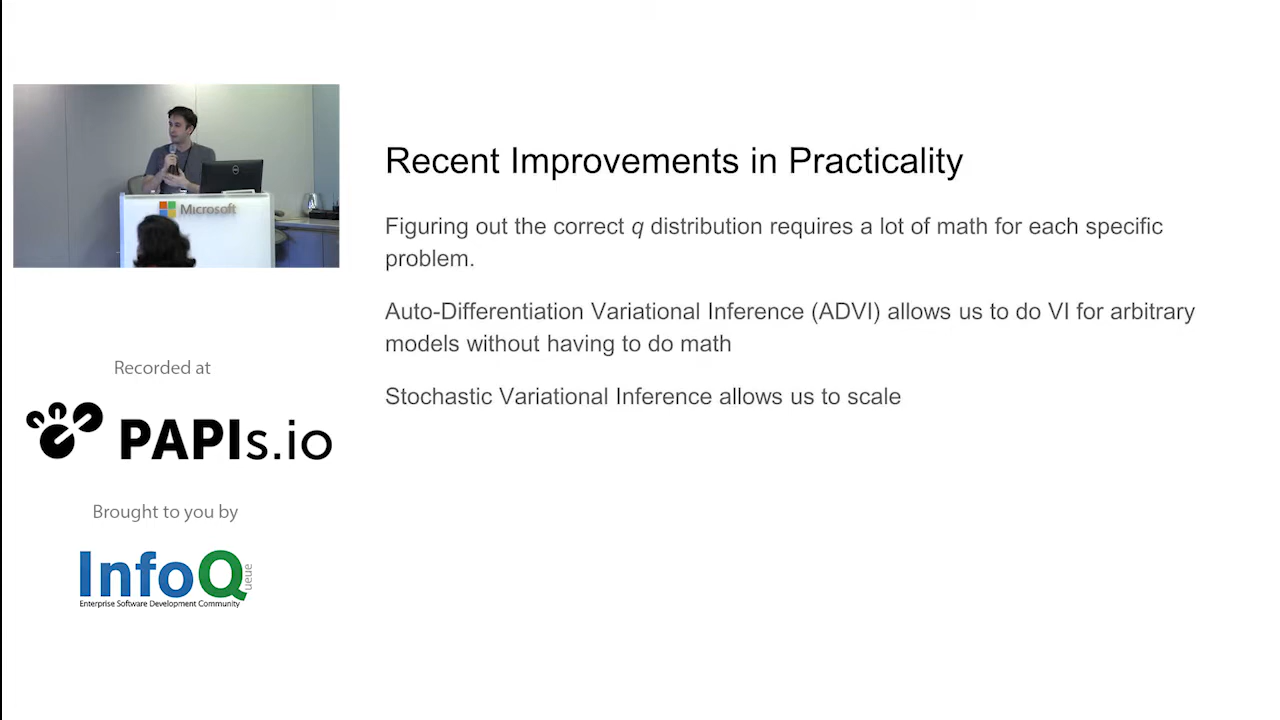 Microsoft
Recent Improvements in Practicality
Figuring out the correct q distribution requires a lot of math for each specific
problem.
Auto-Differentiation Variational Inference (ADVI) allows us to do VI for arbitrary
models without having to do math
Stochastic Variational Inference allows us to scale
Recorded at
PAPIs.io
Brought to you by
InfoQ
ueue
Enterprise Software Development Community